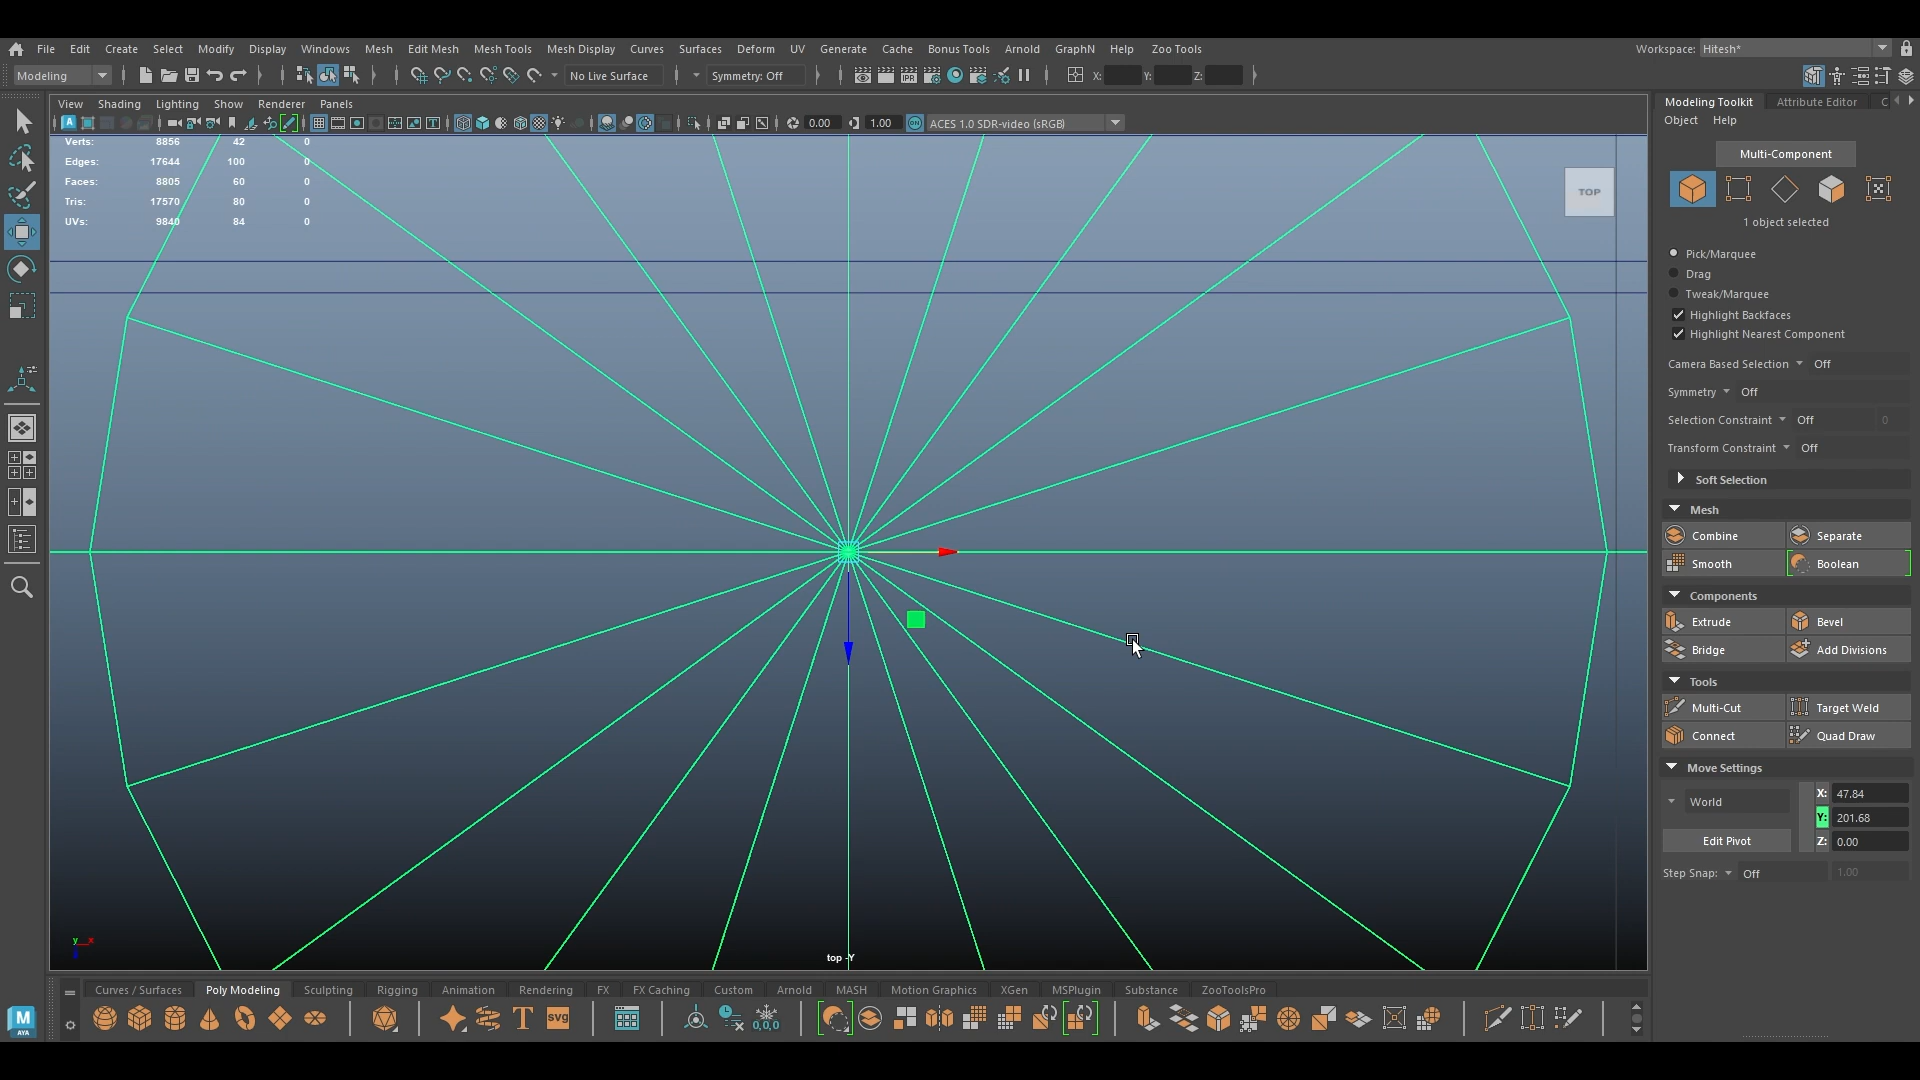 File Edit Create Select Modify Display Windows Mesh Edit Mesh Mesh Tools Mesh Display Curves Surfaces Deform UV Generate Cache Bonus Tools Arnold GraphN Help Zoo Tools Workspace: Hitesh*
Modeling No Live Surface Symmetry: Off IPR 0,0,0 X: Y: Z:
View Shading Lighting Show Renderer Panels
0.00 1.00 ON ACES 1.0 SDR-video (sRGB)
Verts: 8856 42 0
Edges: 17644 100 0
Faces: 8805 60 0
Tris: 17570 80 0
UVs: 9840 84 0
TOP
top -Y
y x
Modeling Toolkit Attribute Editor C
Object Help
Multi-Component
1 object selected
Pick/Marquee
Drag
Tweak/Marquee
Highlight Backfaces
Highlight Nearest Component
Camera Based Selection Off
Symmetry Off
Selection Constraint Off 0
Transform Constraint Off
Soft Selection
Mesh
Combine Separate
Smooth Boolean
Components
Extrude Bevel
Bridge Add Divisions
Tools
Multi-Cut Target Weld
Connect Quad Draw
Move Settings
World X: 47.84
Y: 201.68
Edit Pivot Z: 0.00
Step Snap: Off 1.00
Curves / Surfaces Poly Modeling Sculpting Rigging Animation Rendering FX FX Caching Custom Arnold MASH Motion Graphics XGen MSPlugin Substance ZooToolsPro
M AYA T SVG 0,0,0